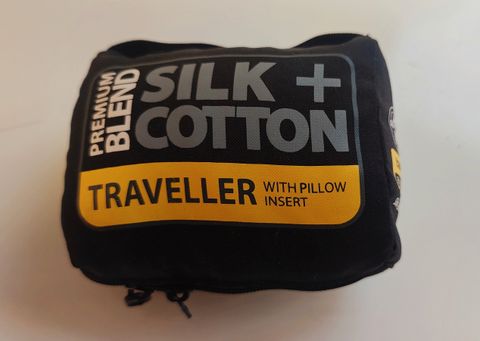 PREMIUM
BLEND
SILK +
COTTON
TRAVELLER
WITH PILLOW
INSERT